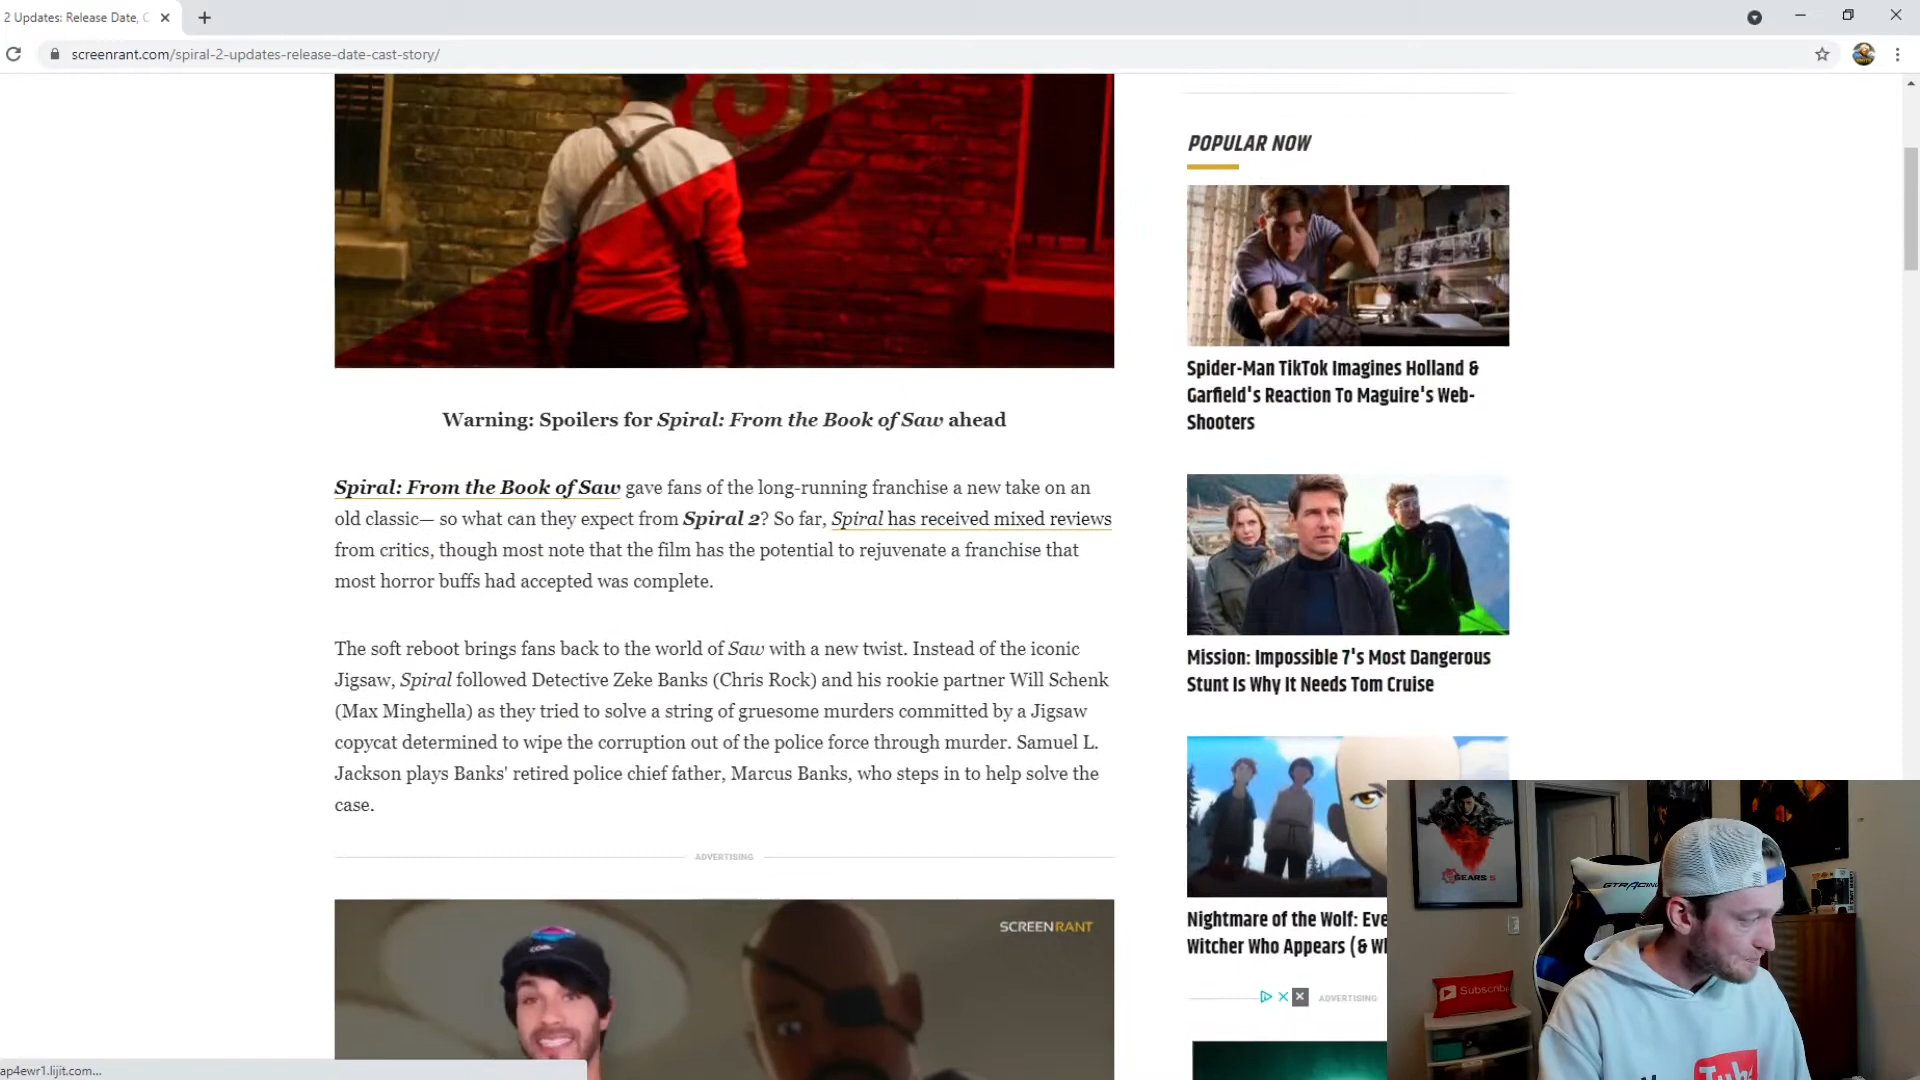 2 Updates: Release Date, C
screenrant.com/spiral-2-updates-release-date-cast-story/
Warning: Spoilers for Spiral: From the Book of Saw ahead
Spiral: From the Book of Saw gave fans of the long-running franchise a new take on an
old classic— so what can they expect from Spiral 2? So far, Spiral has received mixed reviews
from critics, though most note that the film has the potential to rejuvenate a franchise that
most horror buffs had accepted was complete.
The soft reboot brings fans back to the world of Saw with a new twist. Instead of the iconic
Jigsaw, Spiral followed Detective Zeke Banks (Chris Rock) and his rookie partner Will Schenk
(Max Minghella) as they tried to solve a string of gruesome murders committed by a Jigsaw
copycat determined to wipe the corruption out of the police force through murder. Samuel L.
Jackson plays Banks' retired police chief father, Marcus Banks, who steps in to help solve the
case.
ADVERTISING
SCREENRANT
POPULAR NOW
Spider-Man TikTok Imagines Holland &
Garfield's Reaction To Maguire's Web-
Shooters
Mission: Impossible 7's Most Dangerous
Stunt Is Why It Needs Tom Cruise
Nightmare of the Wolf: Eve
Witcher Who Appears (& W
ADVERTISING
GEARS 5
GTRACING
Subscribe
ap4ewr1.lijit.com...